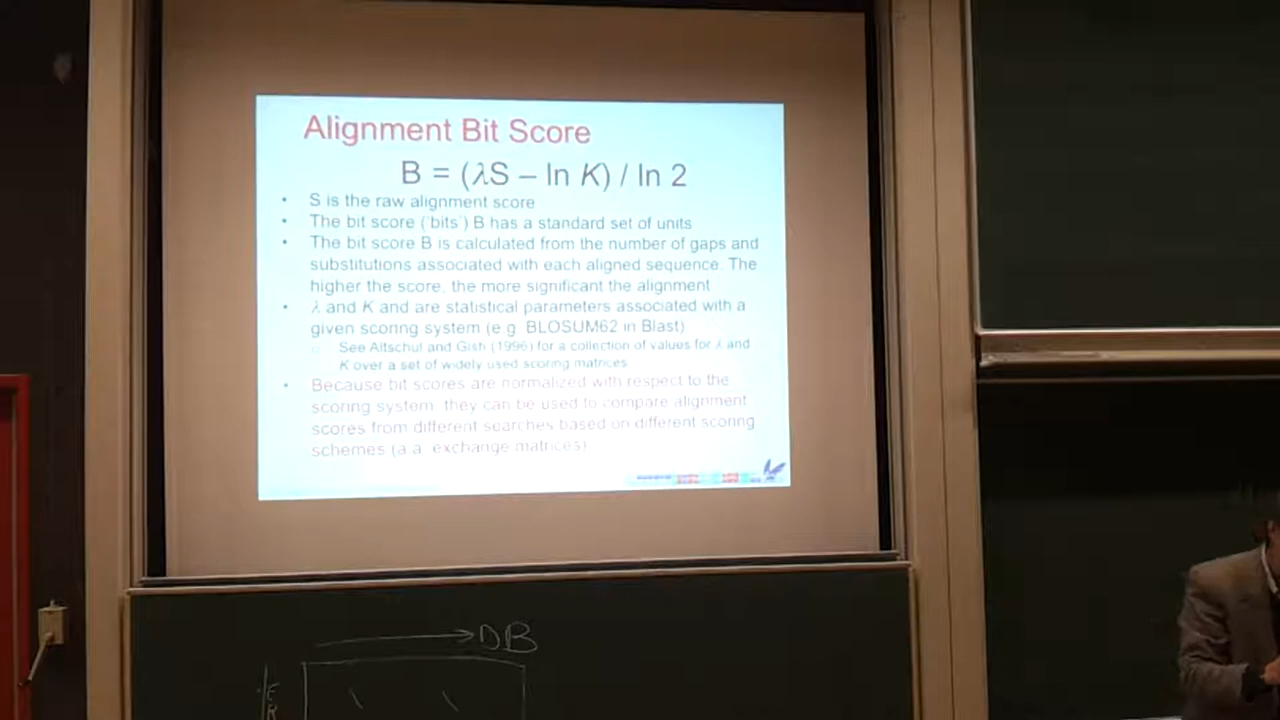 Alignment Bit Score
B = (λS – ln K) / ln 2
• S is the raw alignment score
• The bit score ('bits') B has a standard set of units
• The bit score B is calculated from the number of gaps and
substitutions associated with each aligned sequence. The
higher the score, the more significant the alignment
• λ and K and are statistical parameters associated with a
given scoring system (e.g. BLOSUM62 in Blast)
○ See Altschul and Gish (1996) for a collection of values for λ and
K over a set of widely used scoring matrices
• Because bit scores are normalized with respect to the
scoring system, they can be used to compare alignment
scores from different searches based on different scoring
schemes (a.a. exchange matrices)
DB